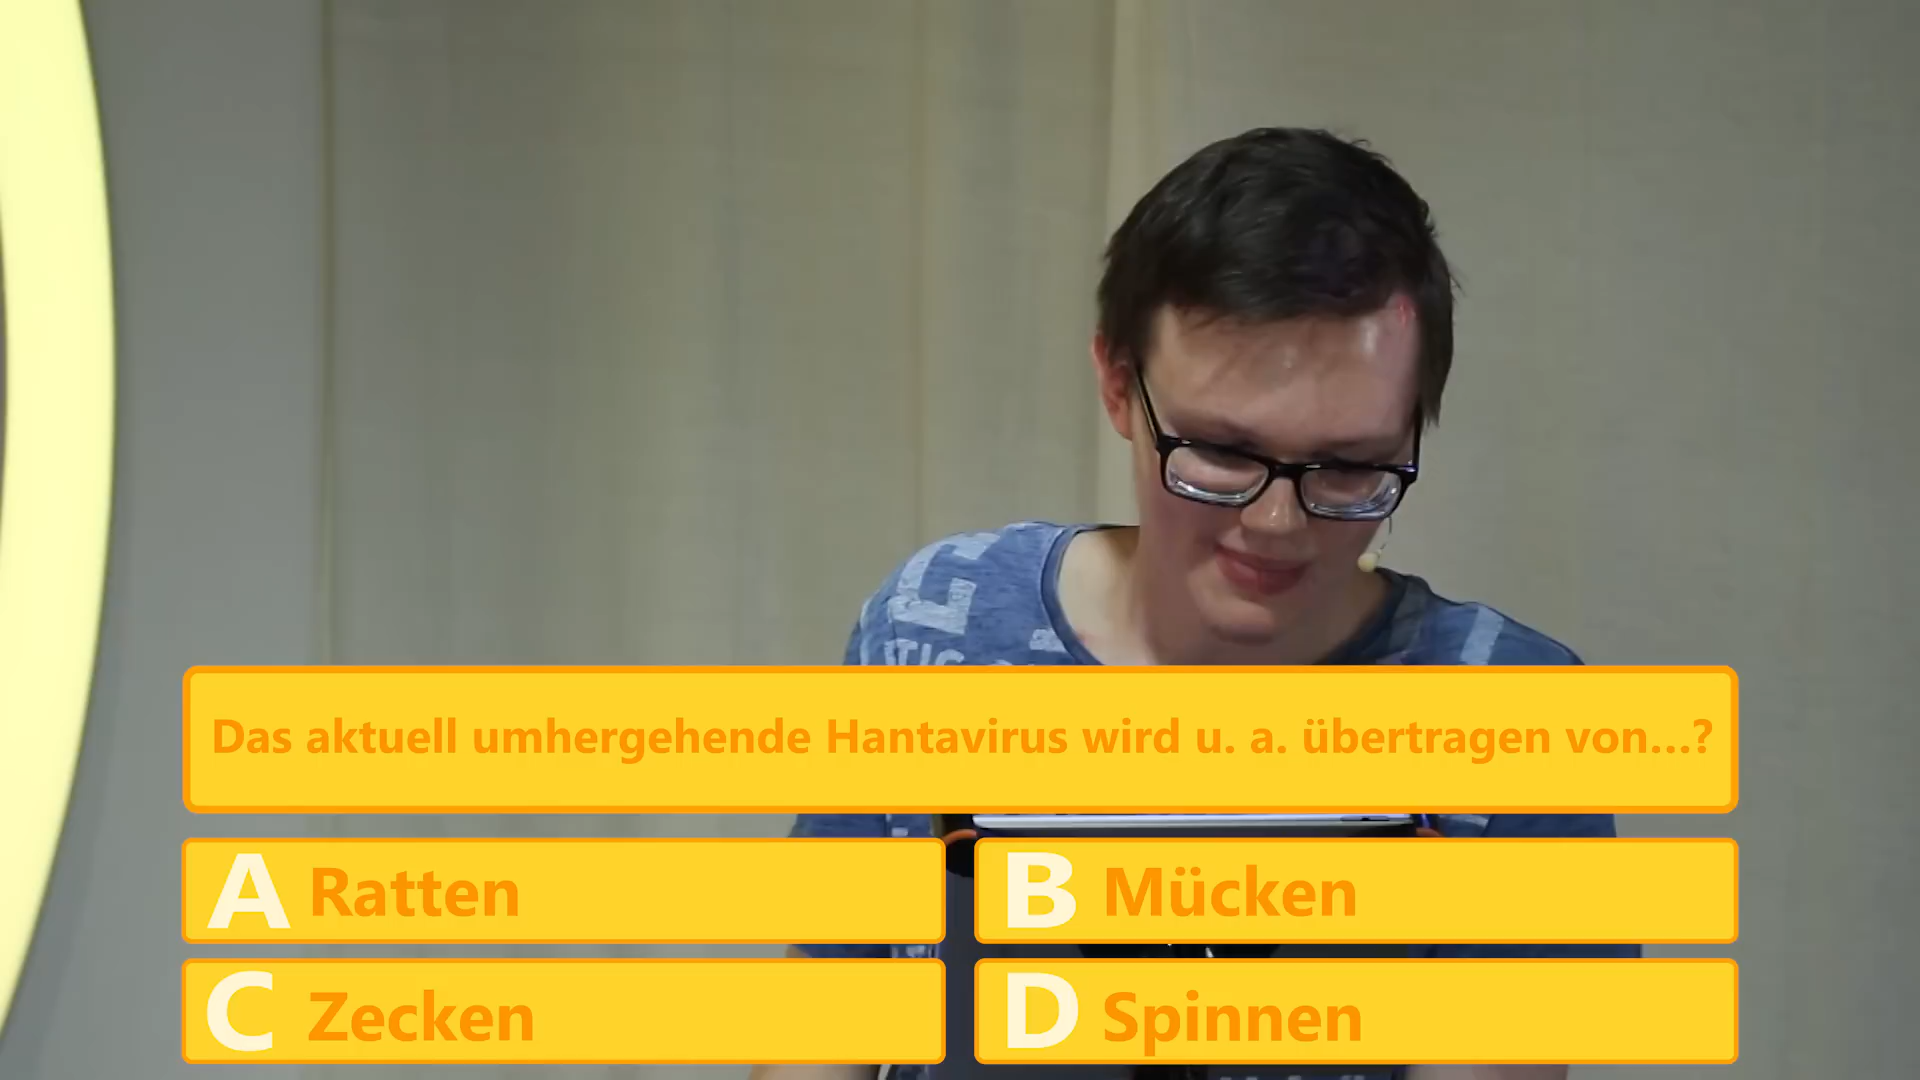 Das aktuell umhergehende Hantavirus wird u. a. übertragen von...?
A Ratten
B Mücken
C Zecken
D Spinnen